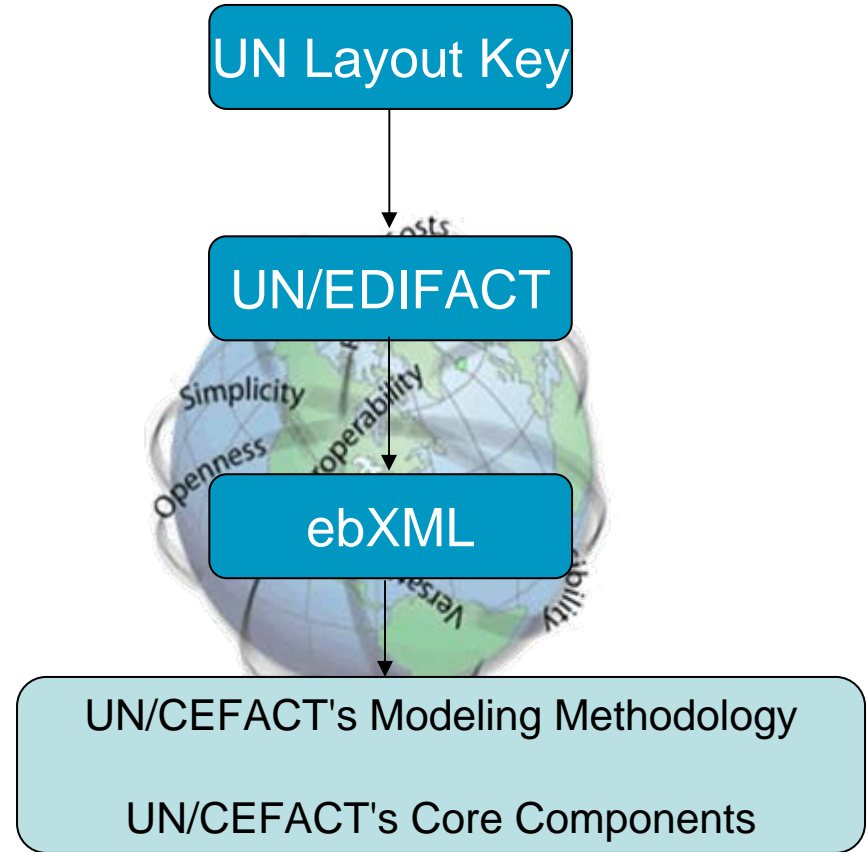 UN Layout Key
UN/EDIFACT
Simplicity
Openness
ebXML
UN/CEFACT's Modeling Methodology
UN/CEFACT's Core Components